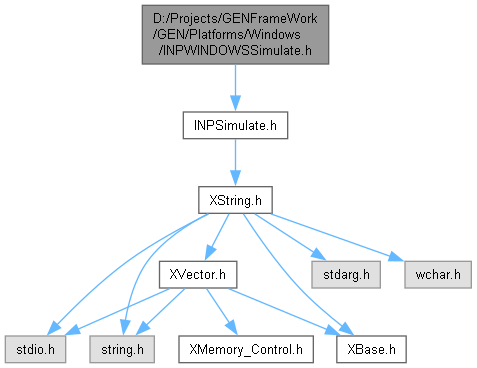 D:/Projects/GENFrameWork
/GEN/Platforms/Windows
/INPWINDOWSSimulate.h
INPSimulate.h
XString.h
XVector.h
stdarg.h
wchar.h
stdio.h
string.h
XMemory_Control.h
XBase.h